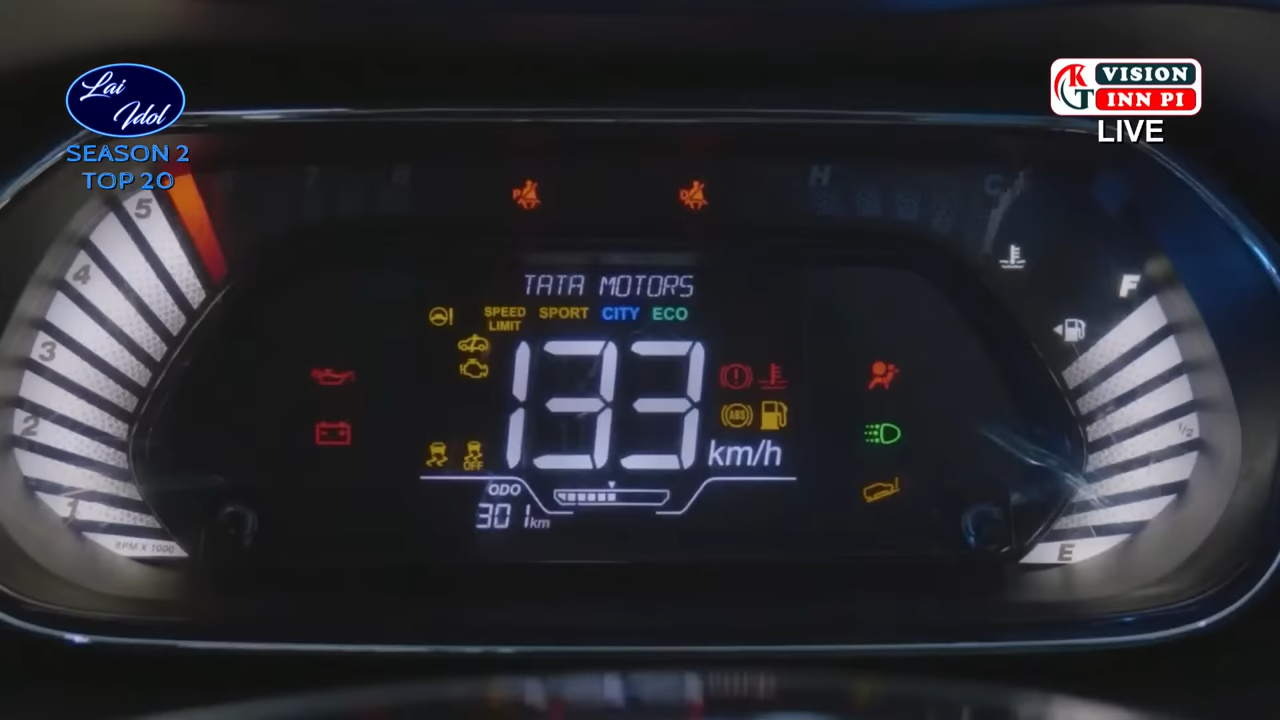 Lai
Idol
SEASON 2
TOP 20
KT VISION
INN PI
LIVE
5
4
3
2
1
RPM X 1000
P
D
H
C
TATA MOTORS
SPEED
LIMIT
SPORT
CITY
ECO
133
km/h
ABS
OFF
ODO
301 km
F
1/2
E